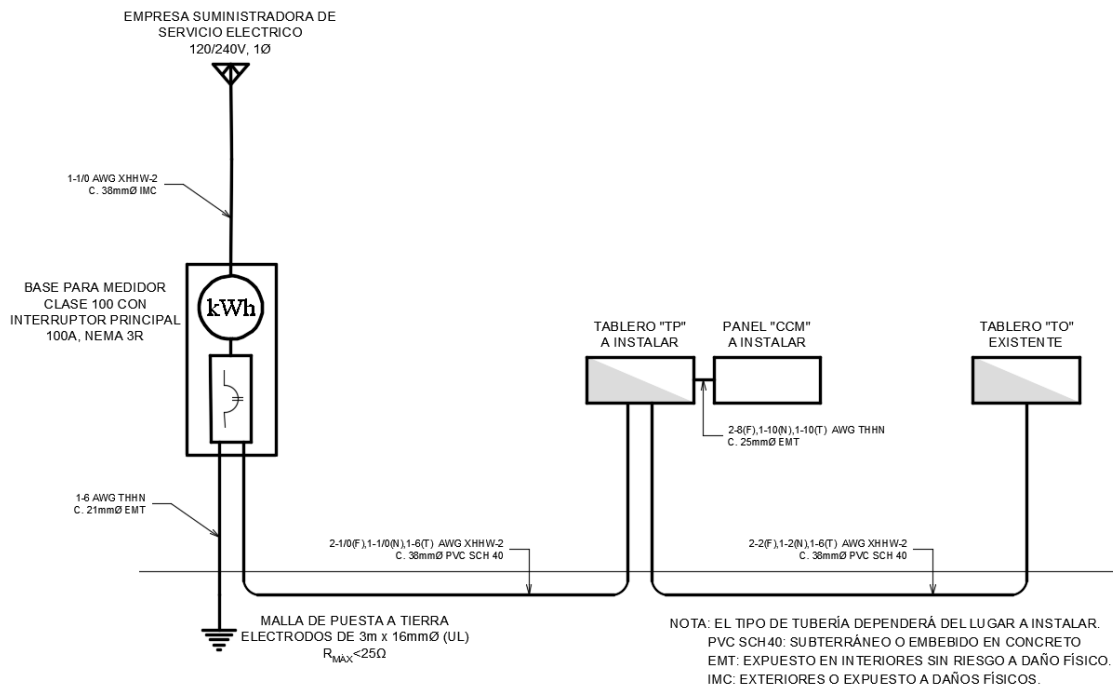 EMPRESA SUMINISTRADORA DE
SERVICIO ELECTRICO
120/240V, 1Ø
1-1/0 AWG XHHW-2
C. 38mmØ IMC
BASE PARA MEDIDOR
CLASE 100 CON
INTERRUPTOR PRINCIPAL
100A, NEMA 3R
kWh
TABLERO "TP"
A INSTALAR
PANEL "CCM"
A INSTALAR
TABLERO "TO"
EXISTENTE
2-8(F),1-10(N),1-10(T) AWG THHN
C. 25mmØ EMT
1-6 AWG THHN
C. 21mmØ EMT
2-1/0(F),1-1/0(N),1-6(T) AWG XHHW-2
C. 38mmØ PVC SCH 40
2-2(F),1-2(N),1-6(T) AWG XHHW-2
C. 38mmØ PVC SCH 40
MALLA DE PUESTA A TIERRA
ELECTRODOS DE 3m x 16mmØ (UL)
RMÁX<25Ω
NOTA: EL TIPO DE TUBERÍA DEPENDERÁ DEL LUGAR A INSTALAR.
PVC SCH40: SUBTERRÁNEO O EMBEBIDO EN CONCRETO
EMT: EXPUESTO EN INTERIORES SIN RIESGO A DAÑO FÍSICO.
IMC: EXTERIORES O EXPUESTO A DAÑOS FÍSICOS.